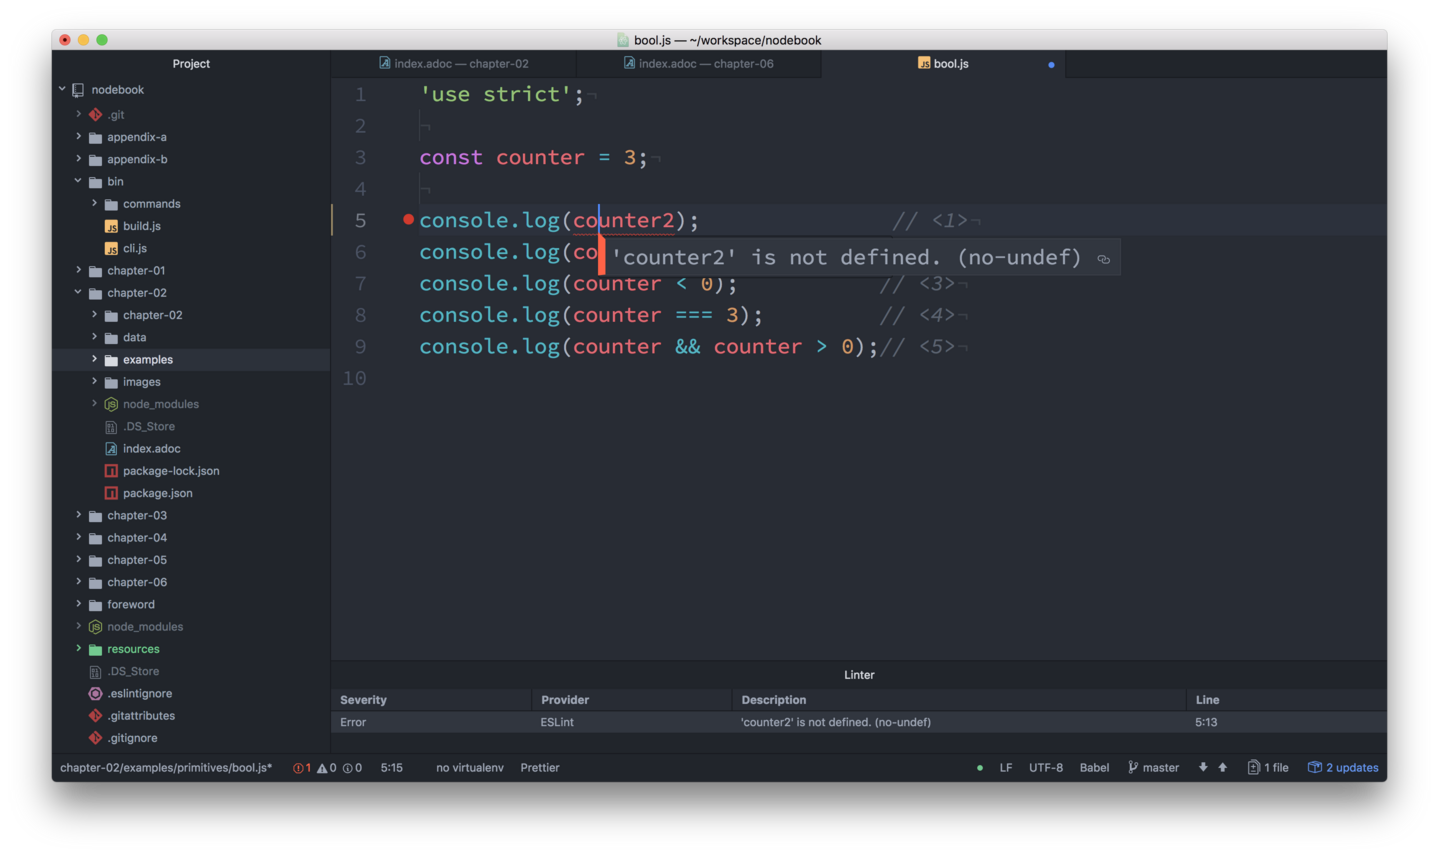 bool.js — ~/workspace/nodebook
Project
index.adoc — chapter-02
index.adoc — chapter-06
bool.js
nodebook
.git
appendix-a
appendix-b
bin
commands
build.js
cli.js
chapter-01
chapter-02
chapter-02
data
examples
images
node_modules
.DS_Store
index.adoc
package-lock.json
package.json
chapter-03
chapter-04
chapter-05
chapter-06
foreword
node_modules
resources
.DS_Store
.eslintignore
.gitattributes
.gitignore
1 'use strict';¬
2 ¬
3 const counter = 3;¬
4 ¬
5 console.log(counter2); // <1>¬
6 console.log(co
'counter2' is not defined. (no-undef)
7 console.log(counter < 0); // <3>¬
8 console.log(counter === 3); // <4>¬
9 console.log(counter && counter > 0);// <5>¬
10
Linter
Severity Provider Description Line
Error ESLint 'counter2' is not defined. (no-undef) 5:13
chapter-02/examples/primitives/bool.js* 1 0 0 5:15 no virtualenv Prettier LF UTF-8 Babel master 1 file 2 updates